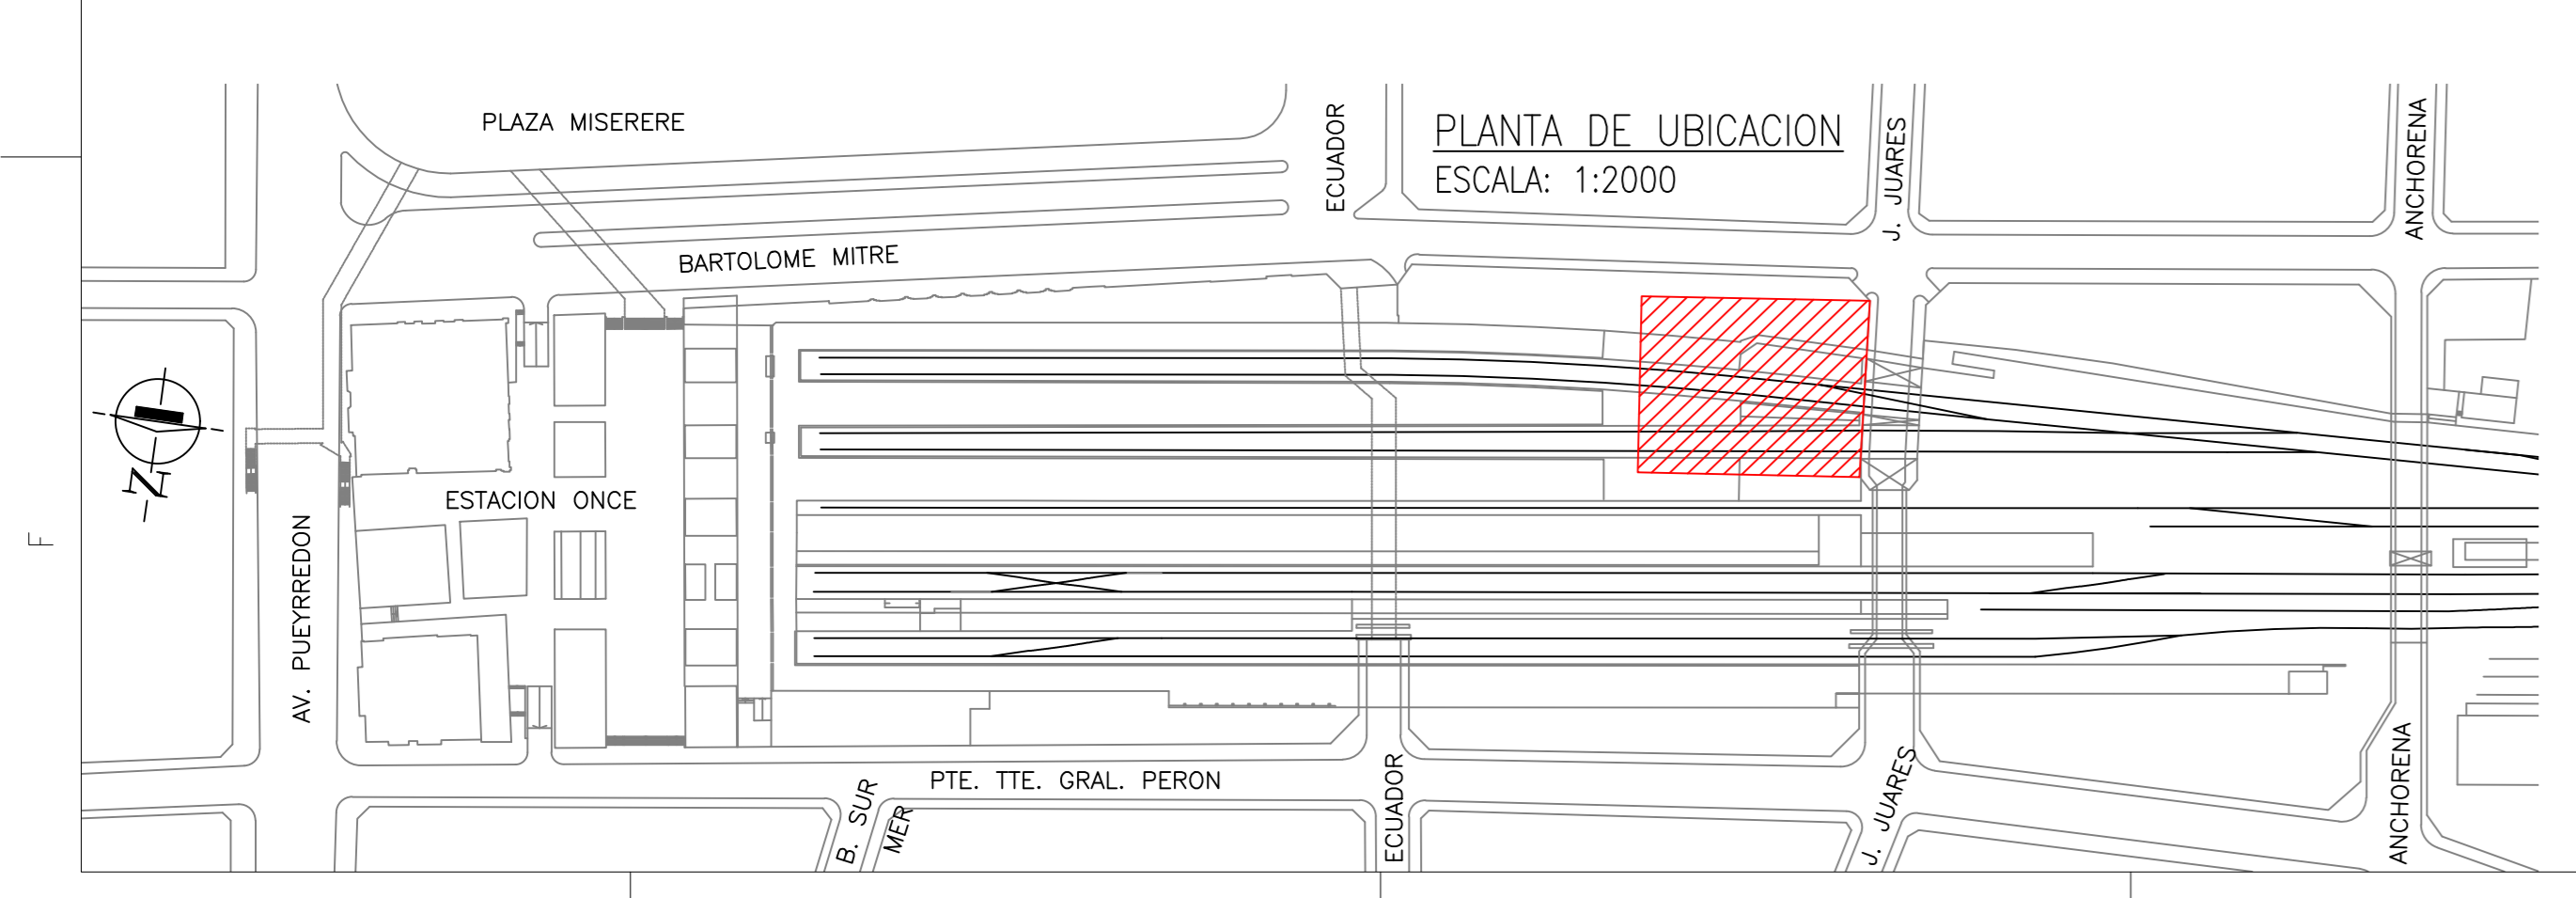 PLAZA MISERERE
ECUADOR
PLANTA DE UBICACION
ESCALA: 1:2000
J. JUARES
ANCHORENA
BARTOLOME MITRE
N
ESTACION ONCE
AV. PUEYRREDON
F
PTE. TTE. GRAL. PERON
B. SUR
MER
ECUADOR
J. JUARES
ANCHORENA